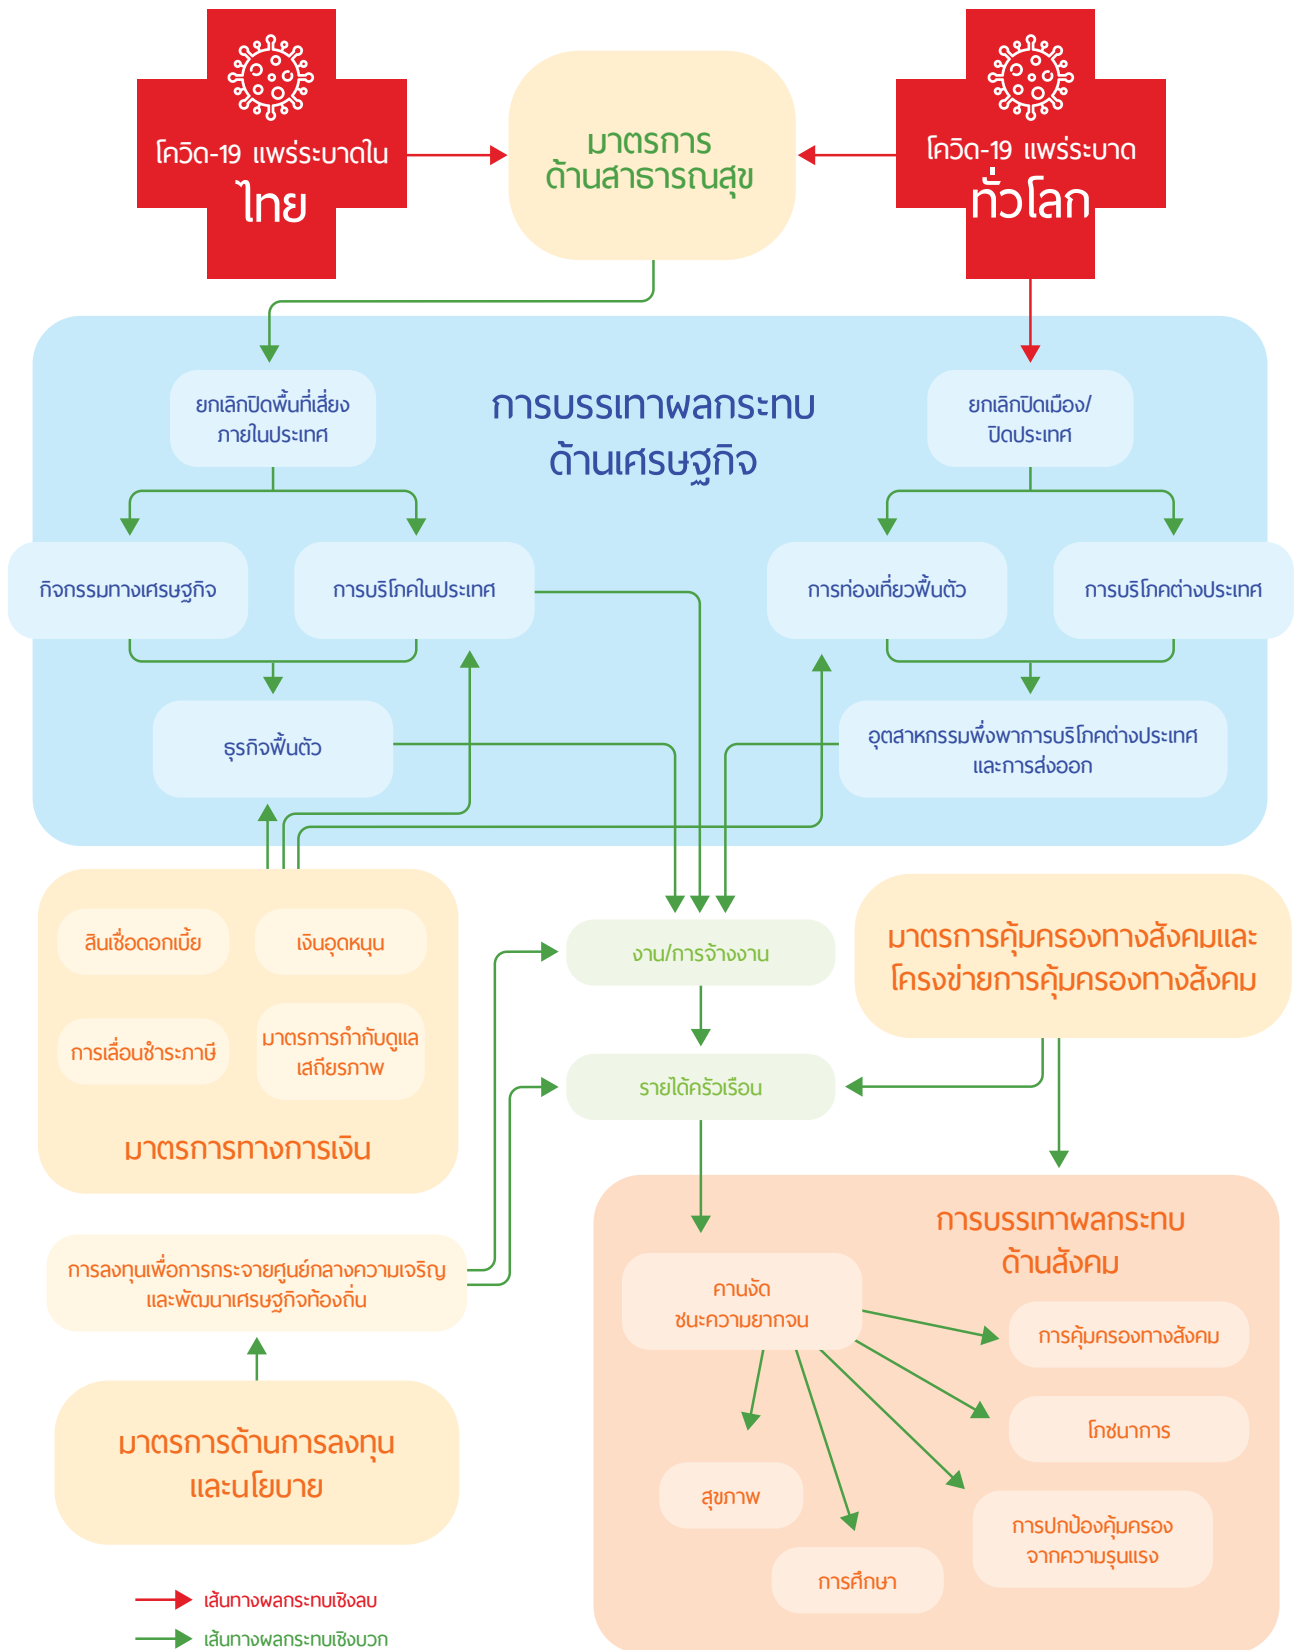 โควิด-19 แพร่ระบาดใน
ไทย
มาตรการ
ด้านสาธารณสุข
โควิด-19 แพร่ระบาด
ทั่วโลก
ยกเลิกปิดพื้นที่เสี่ยง
ภายในประเทศ
การบรรเทาผลกระทบ
ด้านเศรษฐกิจ
ยกเลิกปิดเมือง/
ปิดประเทศ
กิจกรรมทางเศรษฐกิจ
การบริโภคในประเทศ
การท่องเที่ยวฟื้นตัว
การบริโภคต่างประเทศ
ธุรกิจฟื้นตัว
อุตสาหกรรมพึ่งพาการบริโภคต่างประเทศ
และการส่งออก
สินเชื่อดอกเบี้ย
เงินอุดหนุน
การเลื่อนชำระภาษี
มาตรการกำกับดูแล
เสถียรภาพ
มาตรการทางการเงิน
งาน/การจ้างงาน
รายได้ครัวเรือน
มาตรการคุ้มครองทางสังคมและ
โครงข่ายการคุ้มครองทางสังคม
การลงทุนเพื่อการกระจายศูนย์กลางความเจริญ
และพัฒนาเศรษฐกิจท้องถิ่น
มาตรการด้านการลงทุน
และนโยบาย
การบรรเทาผลกระทบ
ด้านสังคม
คานงัด
ชนะความยากจน
การคุ้มครองทางสังคม
โภชนาการ
การปกป้องคุ้มครอง
จากความรุนแรง
สุขภาพ
การศึกษา
เส้นทางผลกระทบเชิงลบ
เส้นทางผลกระทบเชิงบวก